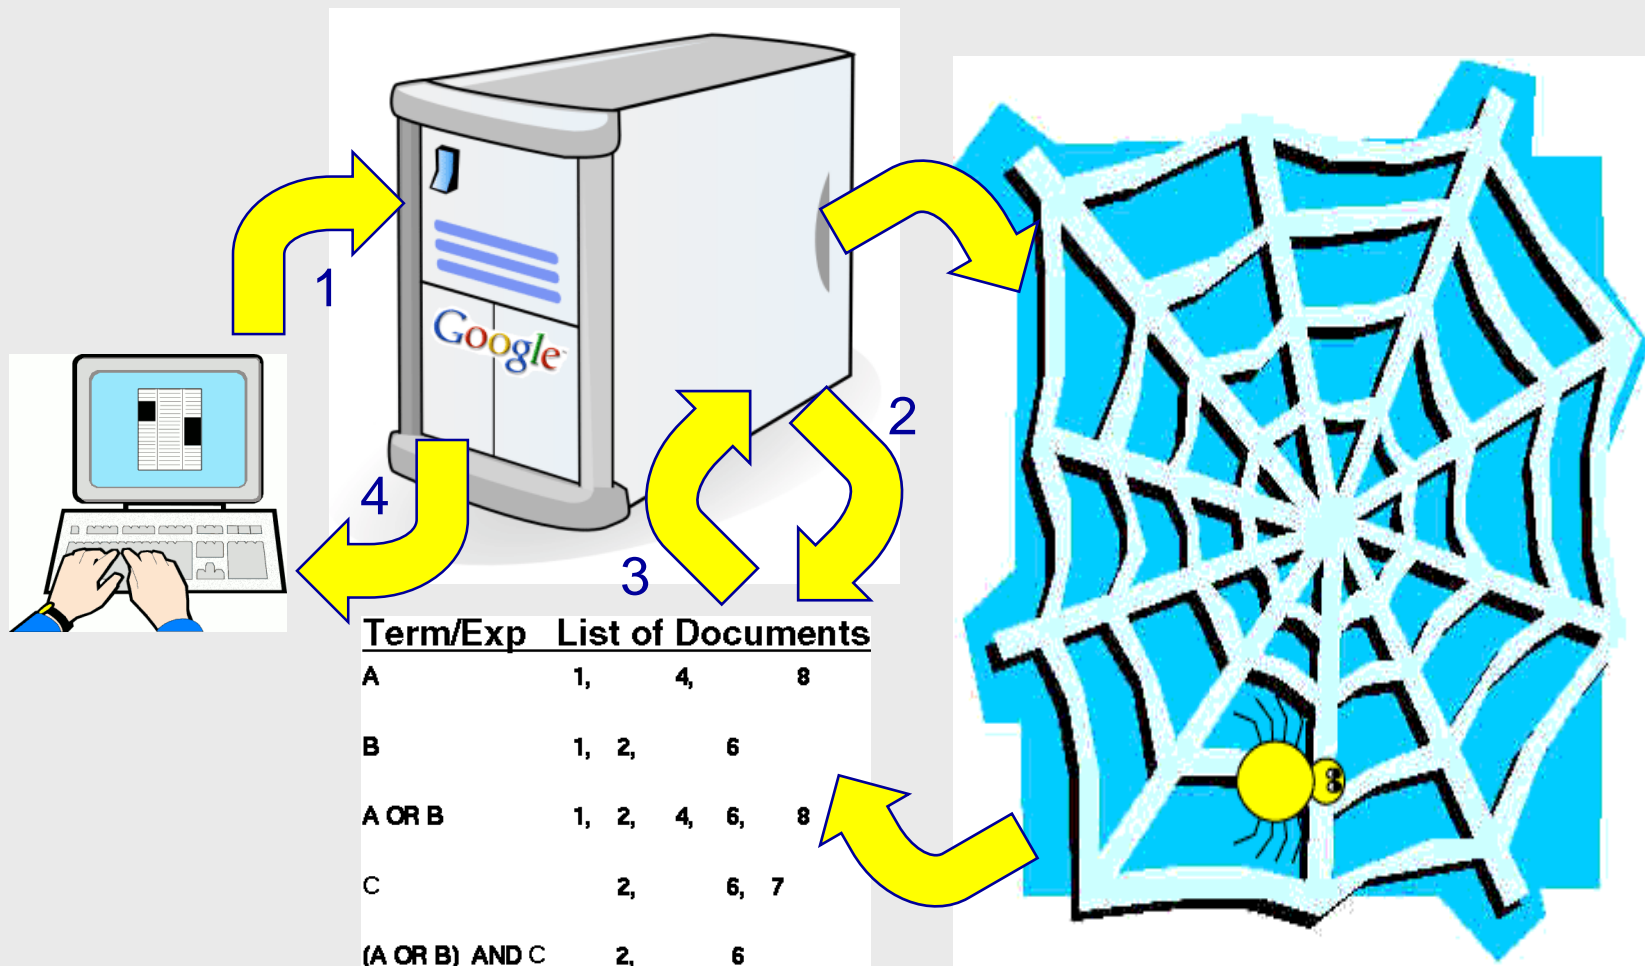 1
Google
2
4
3
Term/Exp List of Documents
A 1, 4, 8
B 1, 2, 6
A OR B 1, 2, 4, 6, 8
C 2, 6, 7
(A OR B) AND C 2, 6